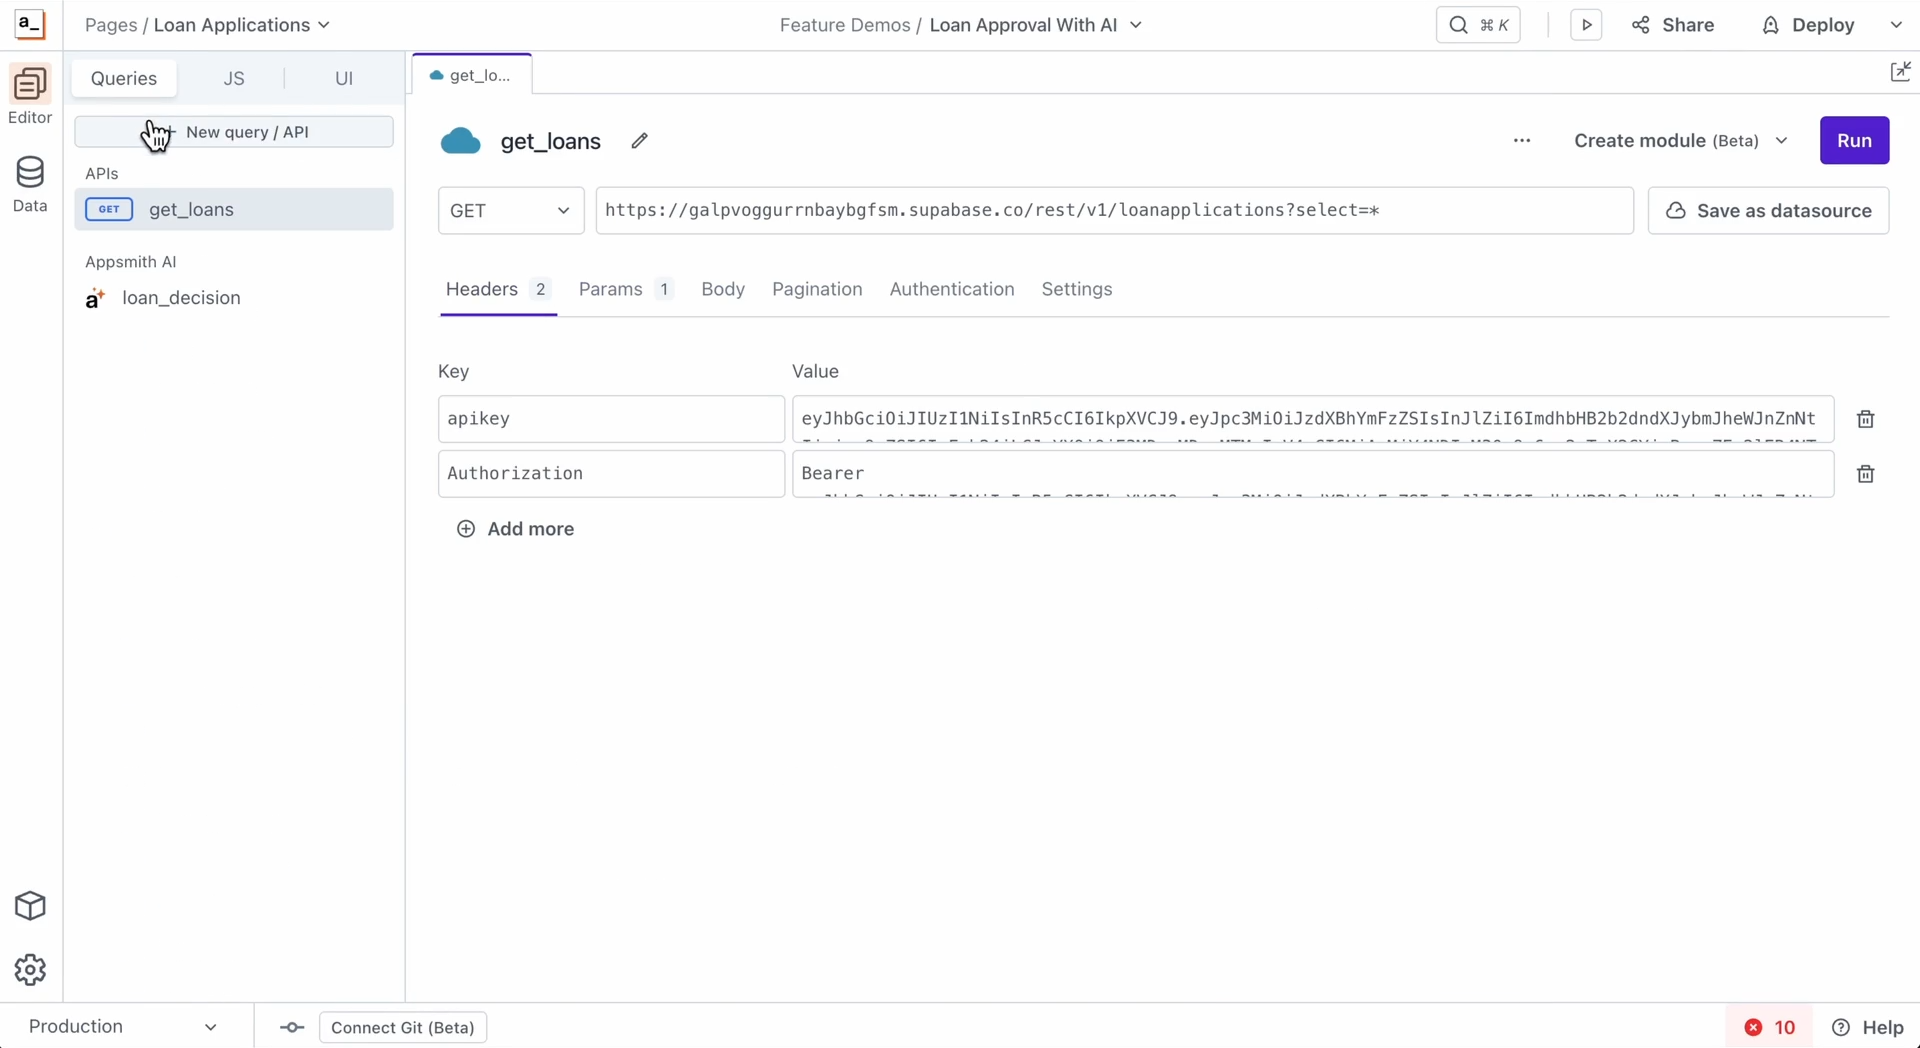 a_
Pages / Loan Applications
Feature Demos / Loan Approval With AI
⌘ K
Share
Deploy
Editor
Data
Queries
JS
UI
New query / API
APIs
GET get_loans
Appsmith AI
a loan_decision
get_lo...
get_loans
... Create module (Beta)
Run
GET
https://galpvoggurrnbaybgfsm.supabase.co/rest/v1/loanapplications?select=*
Save as datasource
Headers 2
Params 1
Body
Pagination
Authentication
Settings
Key
Value
apikey
eyJhbGciOiJIUzI1NiIsInR5cCI6IkpXVCJ9.eyJpc3MiOiJzdXBhYmFzZSIsInJlZiI6ImdhbHB2b2dndXJybmJheWJnZnNt
Authorization
Bearer
Add more
Production
Connect Git (Beta)
10
Help